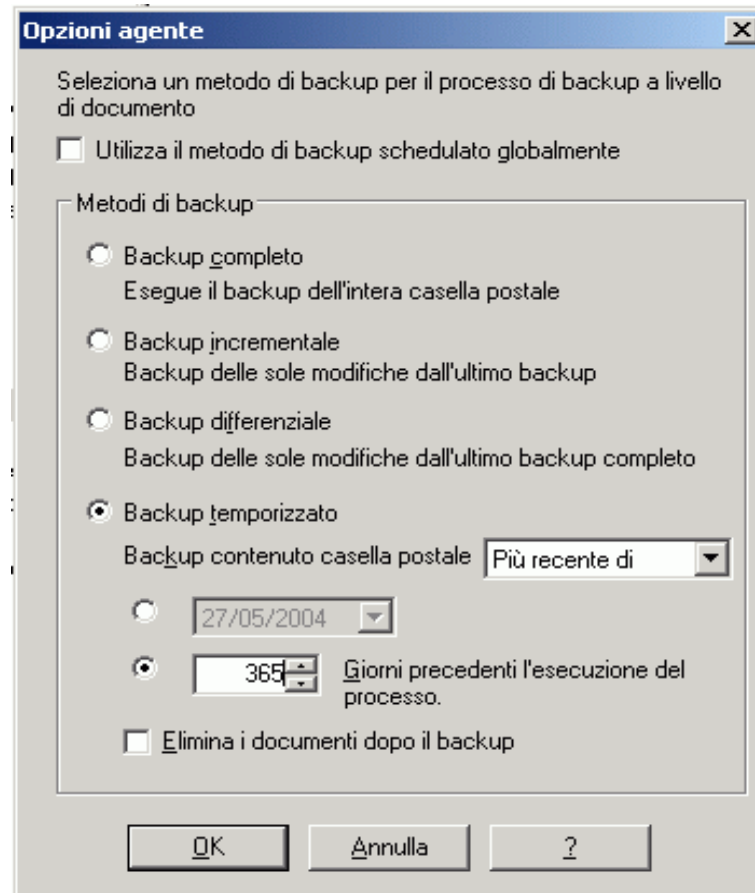 Opzioni agente
Seleziona un metodo di backup per il processo di backup a livello
di documento
Utilizza il metodo di backup schedulato globalmente
Metodi di backup
Backup completo
Esegue il backup dell'intera casella postale
Backup incrementale
Backup delle sole modifiche dall'ultimo backup
Backup differenziale
Backup delle sole modifiche dall'ultimo backup completo
Backup temporizzato
Backup contenuto casella postale Più recente di
27/05/2004
365 Giorni precedenti l'esecuzione del
processo.
Elimina i documenti dopo il backup
OK Annulla ?